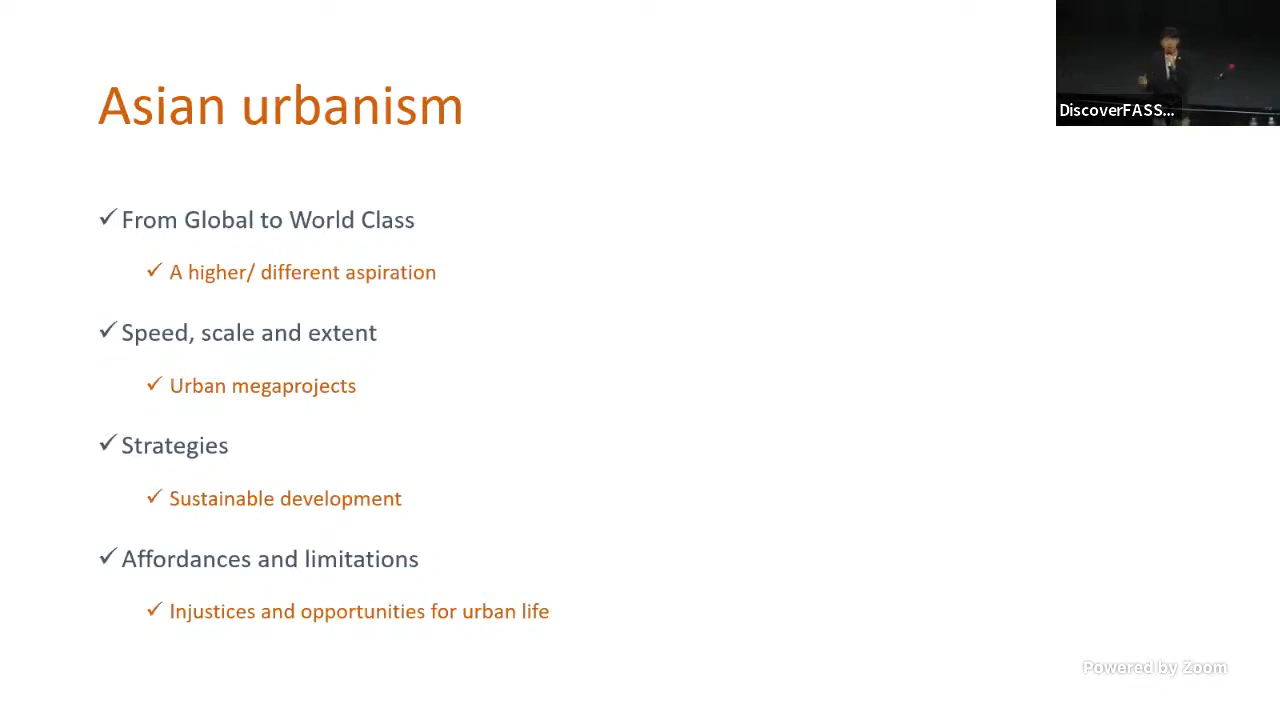 Asian urbanism
DiscoverFASS...
From Global to World Class
A higher/ different aspiration
Speed, scale and extent
Urban megaprojects
Strategies
Sustainable development
Affordances and limitations
Injustices and opportunities for urban life
Powered by Zoom